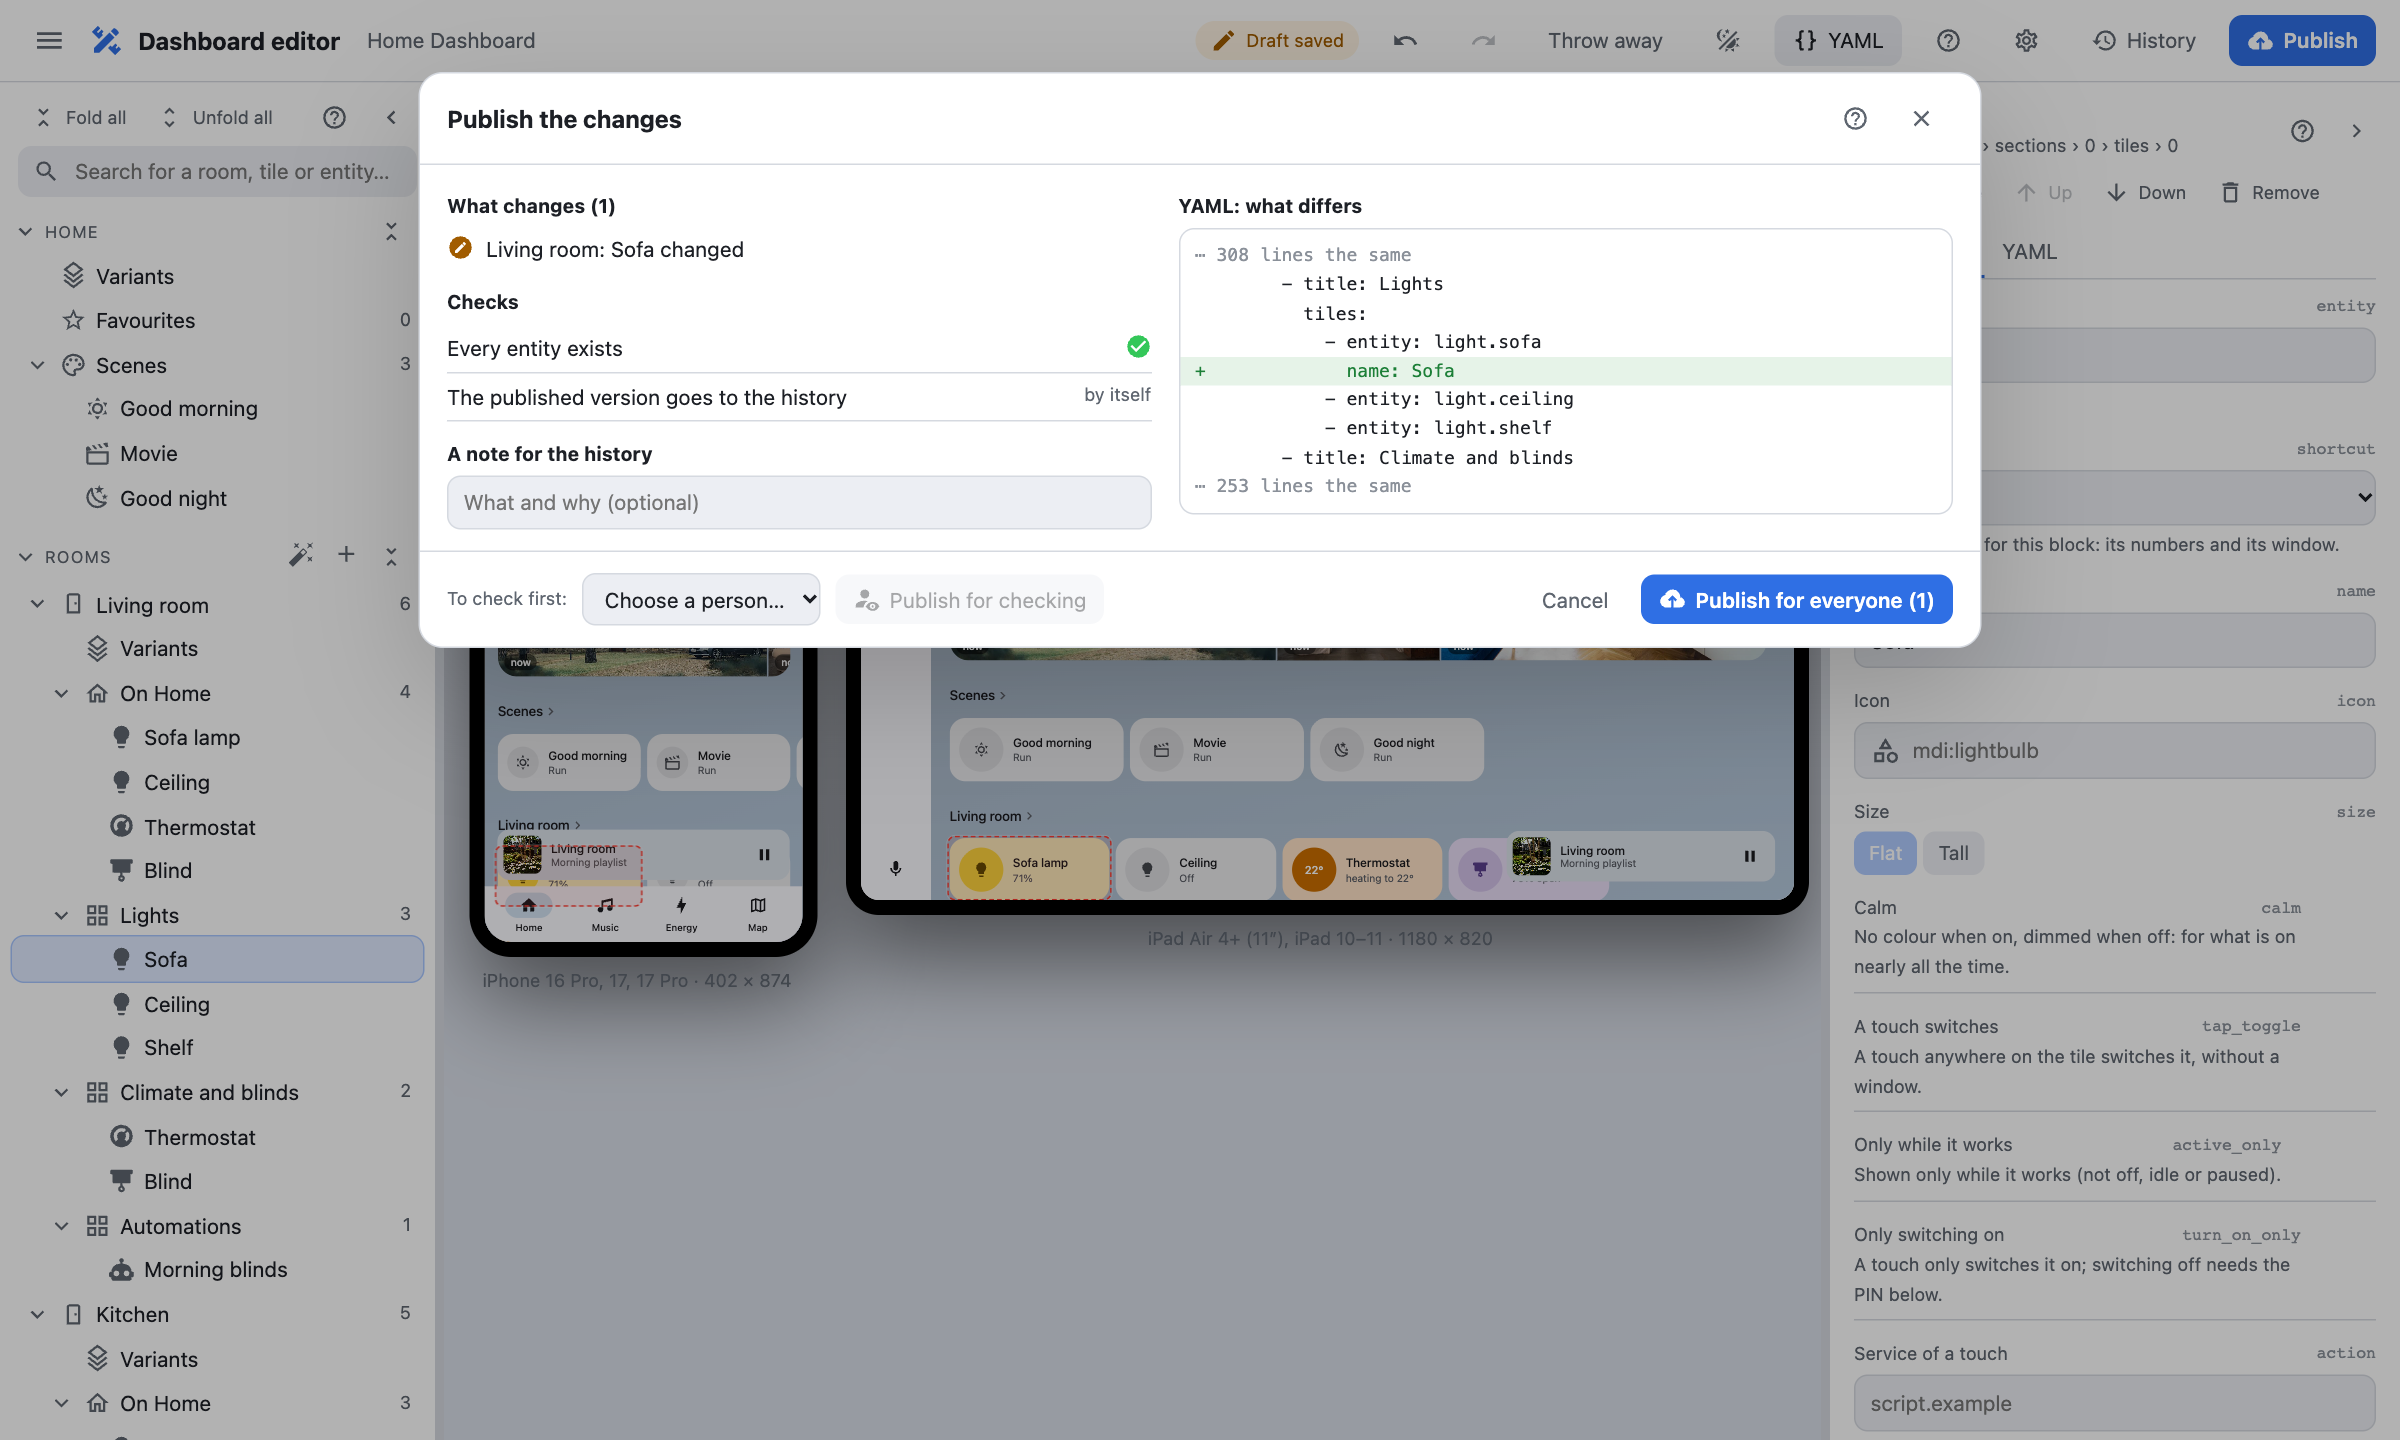 Dashboard editor Home Dashboard Draft saved Throw away {} YAML History Publish
Fold all Unfold all
Search for a room, tile or entity...
HOME
Variants
Favourites 0
Scenes 3
Good morning
Movie
Good night
ROOMS
Living room 6
Variants
On Home 4
Sofa lamp
Ceiling
Thermostat
Blind
Lights 3
Sofa
Ceiling
Shelf
Climate and blinds 2
Thermostat
Blind
Automations 1
Morning blinds
Kitchen 5
Variants
On Home 3
Publish the changes
What changes (1)
Living room: Sofa changed
Checks
Every entity exists
The published version goes to the history by itself
A note for the history
What and why (optional)
YAML: what differs
⋯ 308 lines the same
- title: Lights
tiles:
- entity: light.sofa
+ name: Sofa
- entity: light.ceiling
- entity: light.shelf
- title: Climate and blinds
⋯ 253 lines the same
To check first: Choose a person... Publish for checking Cancel Publish for everyone (1)
now
Scenes ›
Good morning
Run
Movie
Run
Living room ›
Living room
Morning playlist
71% Off
Home Music Energy Map
iPhone 16 Pro, 17, 17 Pro · 402 × 874
Scenes ›
Good morning
Run
Movie
Run
Good night
Run
Living room ›
Sofa lamp
71%
Ceiling
Off
22°
Thermostat
heating to 22°
Living room
Morning playlist
iPad Air 4+ (11″), iPad 10–11 · 1180 × 820
› sections › 0 › tiles › 0
Up Down Remove
YAML
entity
shortcut
for this block: its numbers and its window.
name
Icon icon
mdi:lightbulb
Size size
Flat Tall
Calm calm
No colour when on, dimmed when off: for what is on
nearly all the time.
A touch switches tap_toggle
A touch anywhere on the tile switches it, without a
window.
Only while it works active_only
Shown only while it works (not off, idle or paused).
Only switching on turn_on_only
A touch only switches it on; switching off needs the
PIN below.
Service of a touch action
script.example